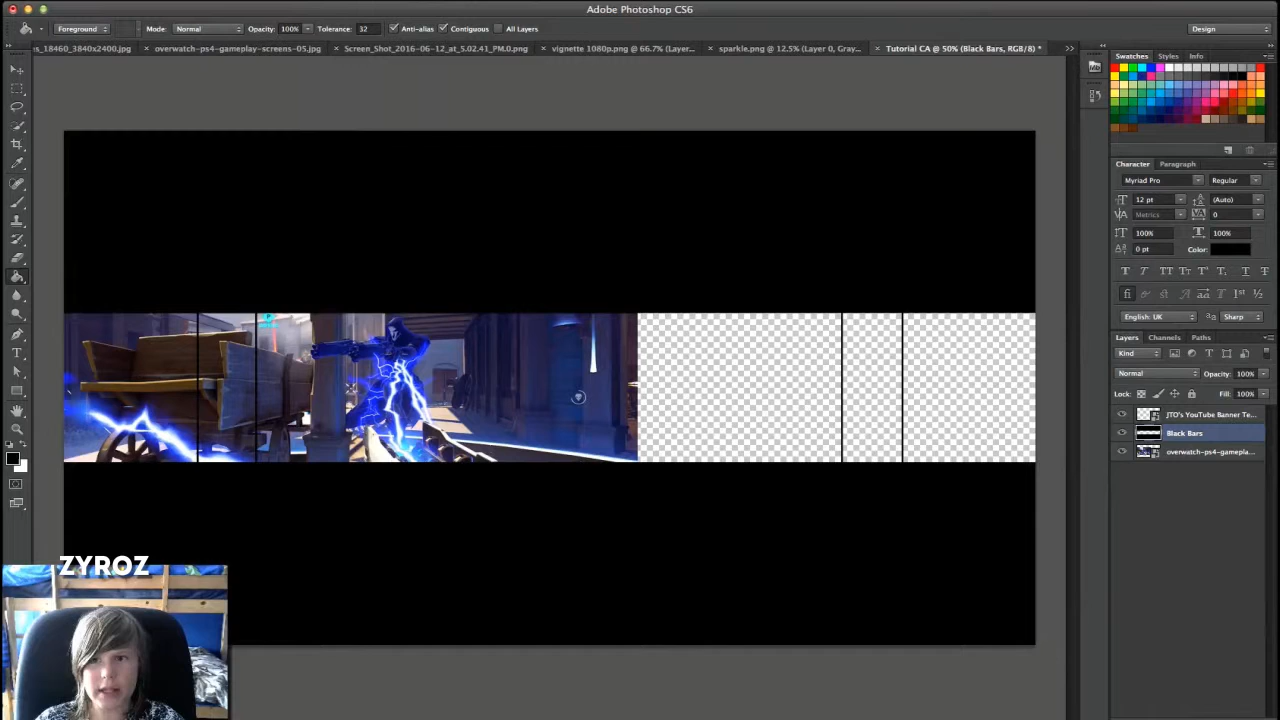 Adobe Photoshop CS6
Foreground Mode: Normal Opacity: 100% Tolerance: 32 Anti-alias Contiguous All Layers Design
s_18460_3840x2400.jpg × overwatch-ps4-gameplay-screens-05.jpg × Screen_Shot_2016-06-12_at_5.02.41_PM.0.png × vignette 1080p.png @ 66.7% (Layer... × sparkle.png @ 12.5% (Layer 0, Gray... × Tutorial CA @ 50% (Black Bars, RGB/8) *
Swatches Styles Info
Character Paragraph
Myriad Pro Regular
12 pt (Auto)
Metrics 0
100% 100%
0 pt Color:
English: UK Sharp
Layers Channels Paths
Kind
Normal Opacity: 100%
Lock: Fill: 100%
JTO's YouTube Banner Te...
Black Bars
overwatch-ps4-gamepla...
ZYROZ